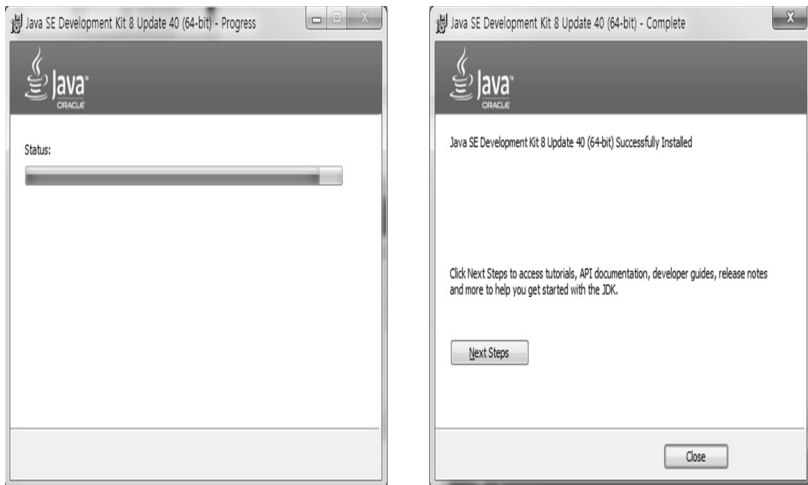 Java SE Development Kit 8 Update 40 (64-bit) - Progress
Java™
ORACLE
Status:
Java SE Development Kit 8 Update 40 (64-bit) - Complete
Java™
ORACLE
Java SE Development Kit 8 Update 40 (64-bit) Successfully Installed
Click Next Steps to access tutorials, API documentation, developer guides, release notes
and more to help you get started with the JDK.
Next Steps
Close